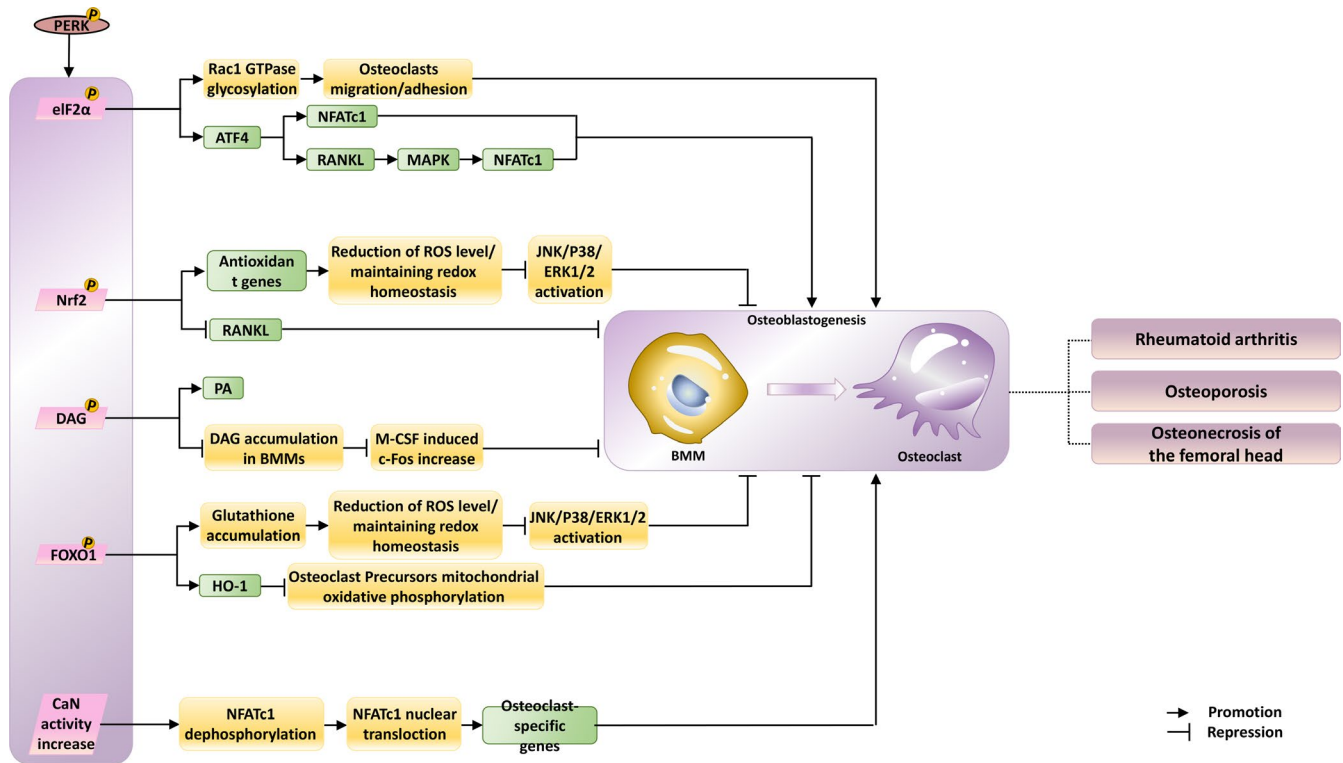 PERK
P
eIF2α
P
Rac1 GTPase
glycosylation
Osteoclasts
migration/adhesion
ATF4
NFATc1
RANKL
MAPK
NFATc1
Nrf2
P
Antioxidan
t genes
Reduction of ROS level/
maintaining redox
homeostasis
JNK/P38/
ERK1/2
activation
RANKL
DAG
P
PA
DAG accumulation
in BMMs
M-CSF induced
c-Fos increase
FOXO1
P
Glutathione
accumulation
Reduction of ROS level/
maintaining redox
homeostasis
JNK/P38/ERK1/2
activation
HO-1
Osteoclast Precursors mitochondrial
oxidative phosphorylation
CaN
activity
increase
NFATc1
dephosphorylation
NFATc1 nuclear
transloction
Osteoclast-
specific
genes
Osteoblastogenesis
BMM
Osteoclast
Rheumatoid arthritis
Osteoporosis
Osteonecrosis of
the femoral head
Promotion
Repression